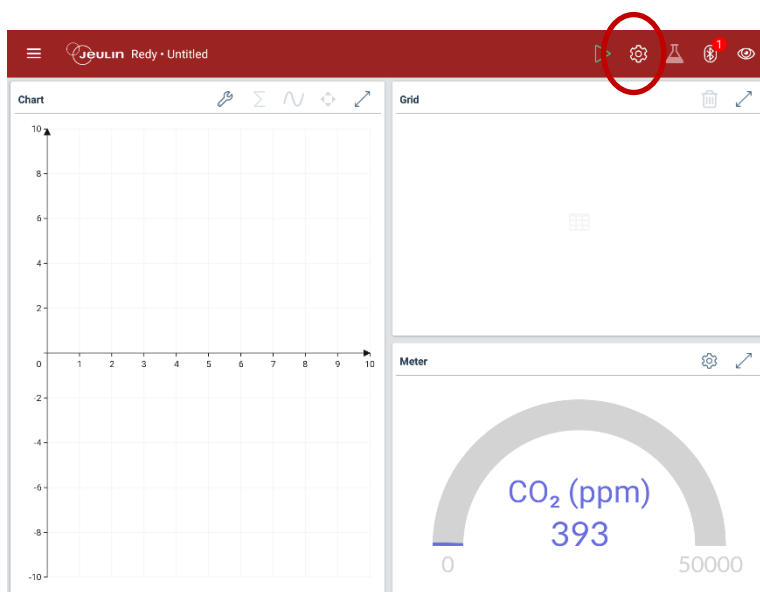 Jeulin Redy • Untitled
1
Chart
Grid
10
8
6
4
2
0 1 2 3 4 5 6 7 8 9 10
-2
-4
-6
-8
-10
Meter
CO₂ (ppm)
393
0 50000